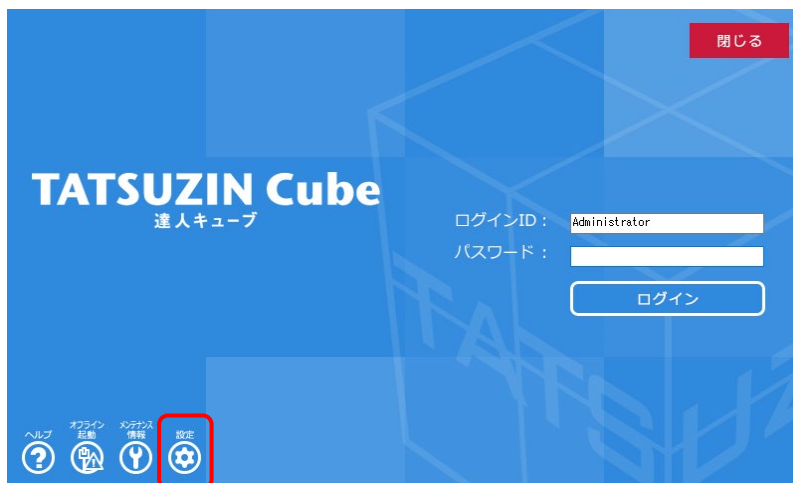 閉じる
TATSUZIN Cube
達人キューブ
ログインID：
Administrator
パスワード：
ログイン
ヘルプ
オフライン
起動
メンテナンス
情報
設定
TATSUZ